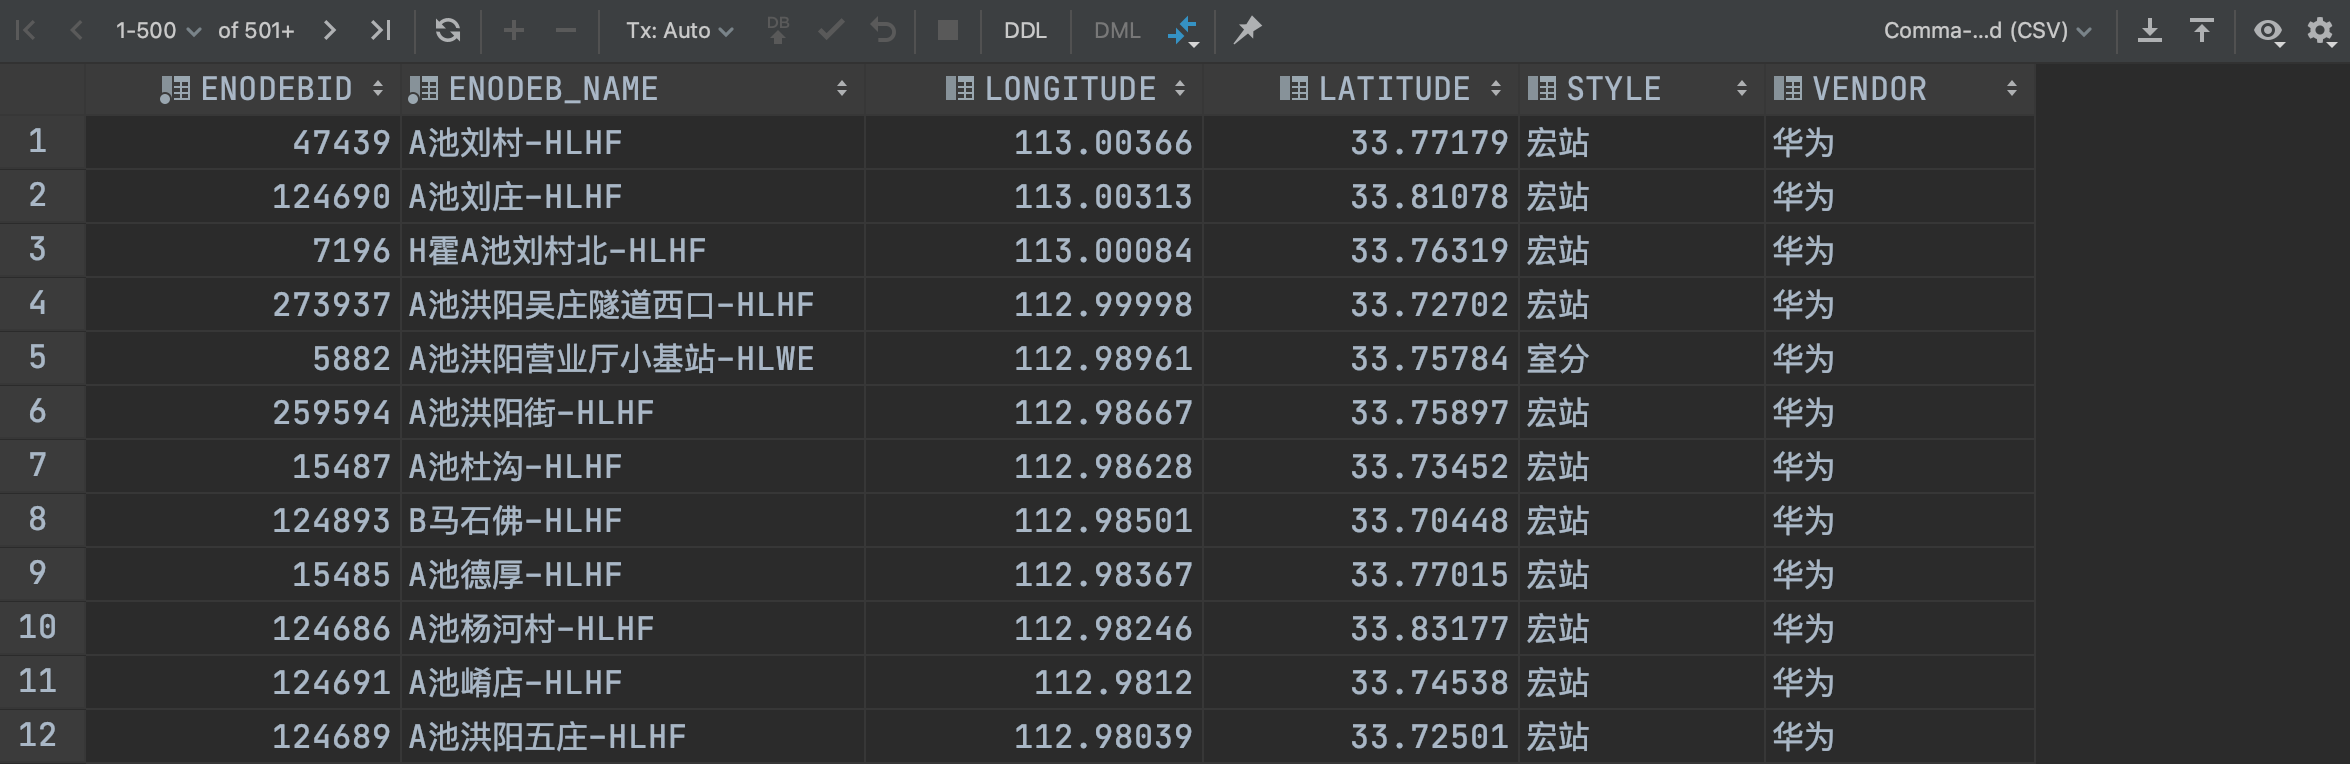 1-500 of 501+ Tx: Auto DB DDL DML Comma-...d (CSV)
ENODEBID ENODEB_NAME LONGITUDE LATITUDE STYLE VENDOR
1 47439 A池刘村-HLHF 113.00366 33.77179 宏站 华为
2 124690 A池刘庄-HLHF 113.00313 33.81078 宏站 华为
3 7196 H霍A池刘村北-HLHF 113.00084 33.76319 宏站 华为
4 273937 A池洪阳吴庄隧道西口-HLHF 112.99998 33.72702 宏站 华为
5 5882 A池洪阳营业厅小基站-HLWE 112.98961 33.75784 室分 华为
6 259594 A池洪阳街-HLHF 112.98667 33.75897 宏站 华为
7 15487 A池杜沟-HLHF 112.98628 33.73452 宏站 华为
8 124893 B马石佛-HLHF 112.98501 33.70448 宏站 华为
9 15485 A池德厚-HLHF 112.98367 33.77015 宏站 华为
10 124686 A池杨河村-HLHF 112.98246 33.83177 宏站 华为
11 124691 A池崤店-HLHF 112.9812 33.74538 宏站 华为
12 124689 A池洪阳五庄-HLHF 112.98039 33.72501 宏站 华为